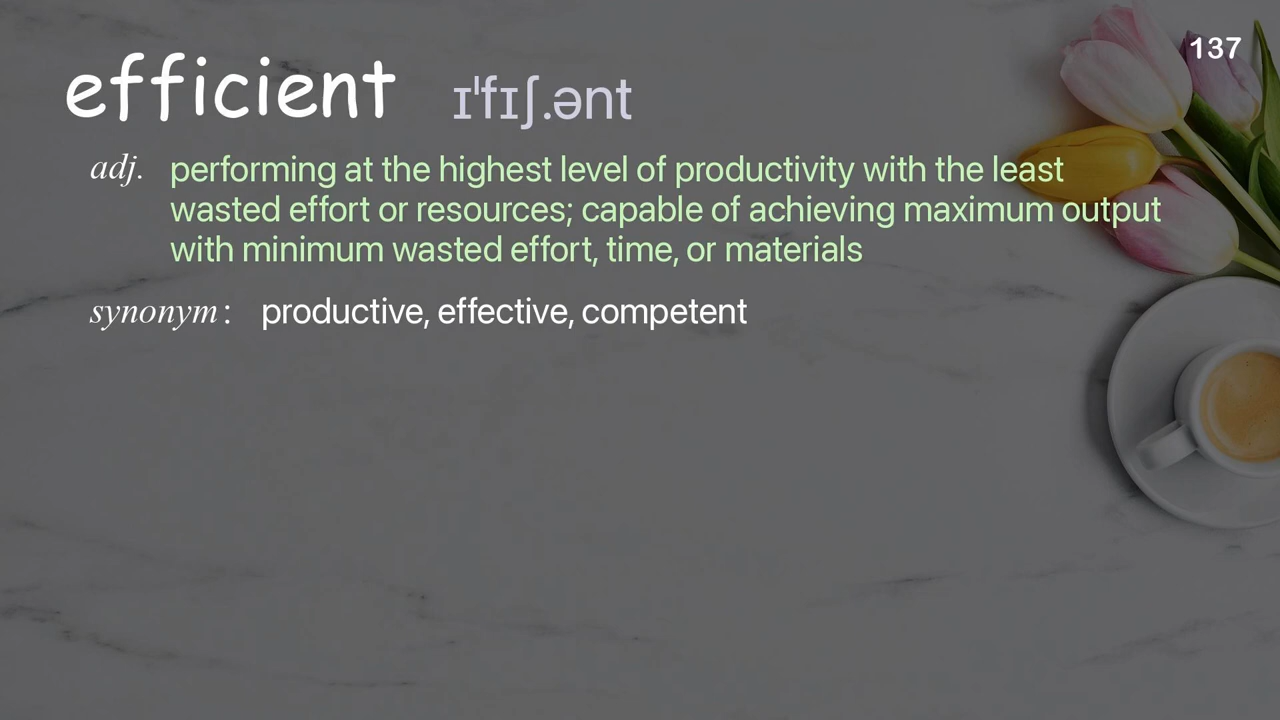 137
efficient ɪˈfɪʃ.ənt
adj. performing at the highest level of productivity with the least
wasted effort or resources; capable of achieving maximum output
with minimum wasted effort, time, or materials
synonym : productive, effective, competent